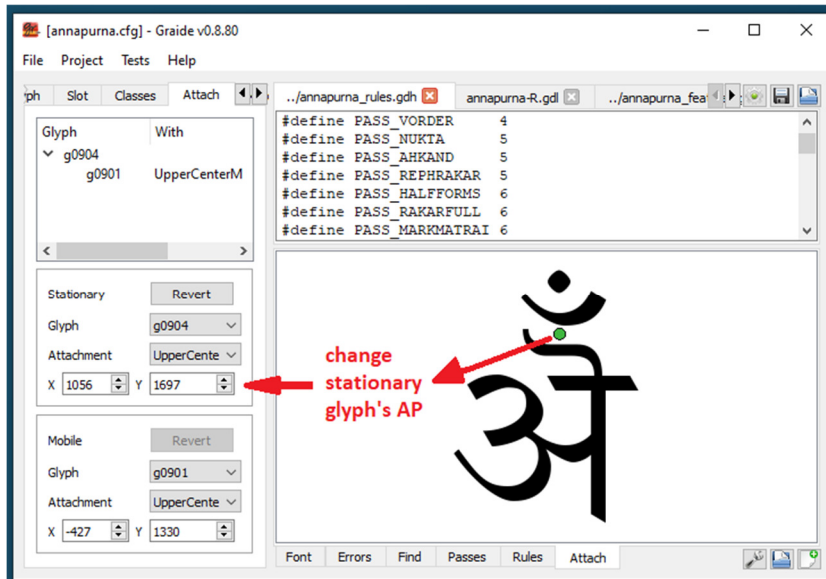 [annapurna.cfg] - Graide v0.8.80
File Project Tests Help
Slot Classes Attach
../annapurna_rules.gdh annapurna-R.gdl ../annapurna_fea
Glyph With
g0904
g0901 UpperCenterM
#define PASS_VORDER 4
#define PASS_NUKTA 5
#define PASS_AHKAND 5
#define PASS_REPHRAKAR 5
#define PASS_HALFFORMS 6
#define PASS_RAKARFULL 6
#define PASS_MARKMATRAI 6
Stationary Revert
Glyph g0904
Attachment UpperCente
X 1056 Y 1697
change
stationary
glyph's AP
ऄँ
Mobile Revert
Glyph g0901
Attachment UpperCente
X -427 Y 1330
Font Errors Find Passes Rules Attach